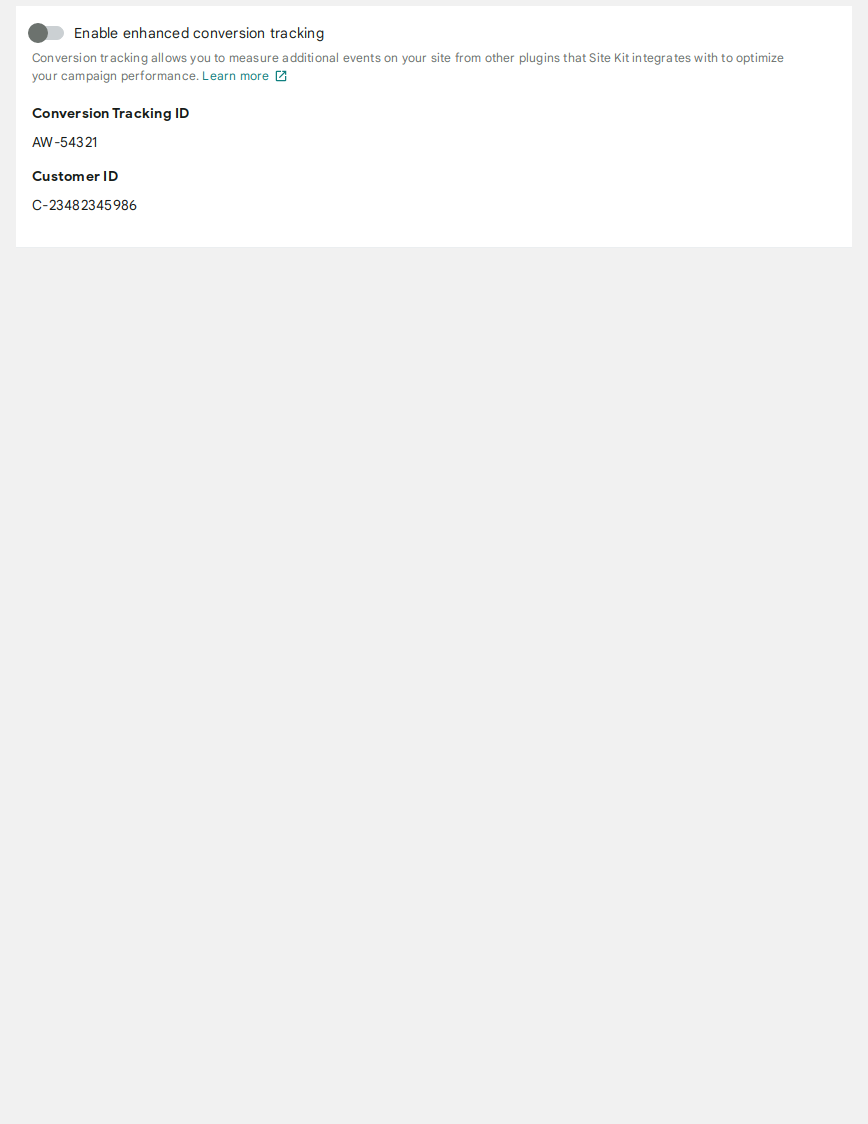 Enable enhanced conversion tracking
Conversion tracking allows you to measure additional events on your site from other plugins that Site Kit integrates with to optimize
your campaign performance. Learn more
Conversion Tracking ID
AW-54321
Customer ID
C-23482345986